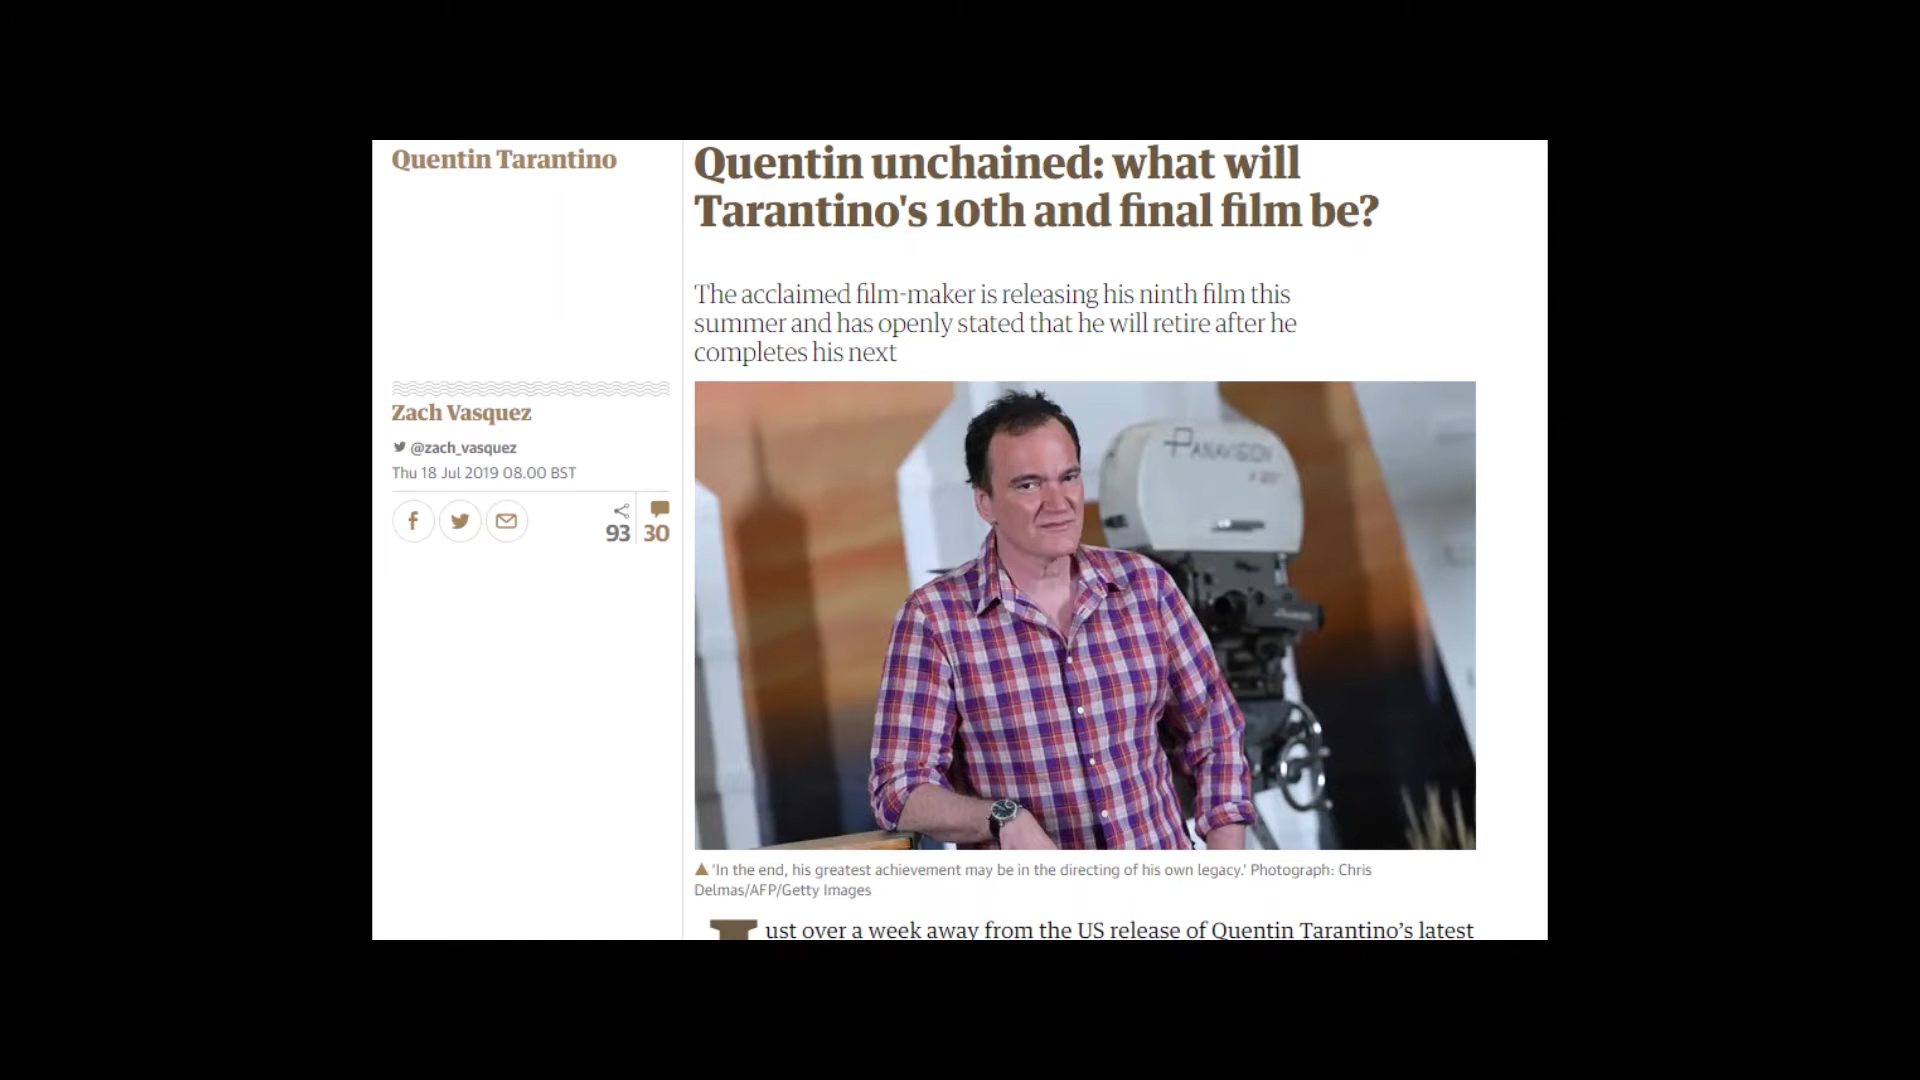 Quentin Tarantino
Quentin unchained: what will
Tarantino's 10th and final film be?
The acclaimed film-maker is releasing his ninth film this
summer and has openly stated that he will retire after he
completes his next
Zach Vasquez
@zach_vasquez
Thu 18 Jul 2019 08.00 BST
93 30
PANAVISION
'In the end, his greatest achievement may be in the directing of his own legacy.' Photograph: Chris
Delmas/AFP/Getty Images
ust over a week away from the US release of Quentin Tarantino's latest